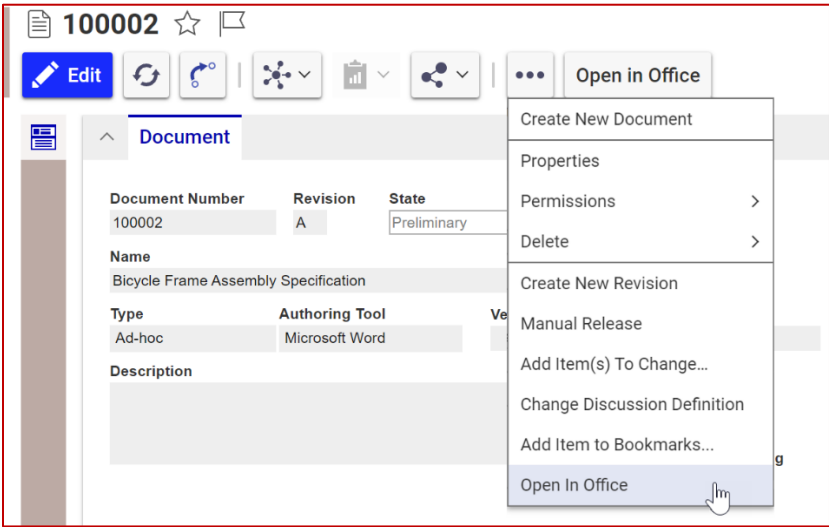 100002
Edit
Open in Office
Document
Document Number Revision State
100002 A Preliminary
Name
Bicycle Frame Assembly Specification
Type Authoring Tool Ve
Ad-hoc Microsoft Word
Description
g
Create New Document
Properties
Permissions
Delete
Create New Revision
Manual Release
Add Item(s) To Change...
Change Discussion Definition
Add Item to Bookmarks...
Open In Office